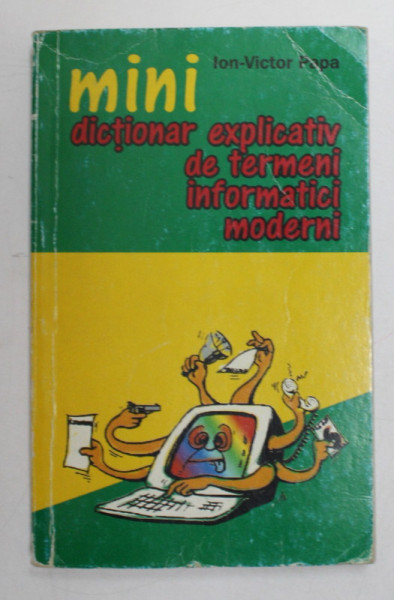 Ion-Victor Papa
mini
dicționar explicativ
de termeni
informatici
moderni